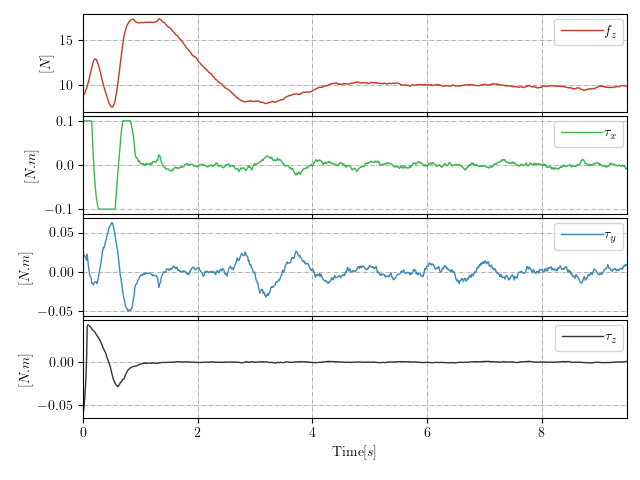 15
10
[N]
f_z
0.1
0.0
−0.1
[N.m]
τ_x
0.05
0.00
−0.05
[N.m]
τ_y
0.00
−0.05
[N.m]
τ_z
0 2 4 6 8
Time[s]